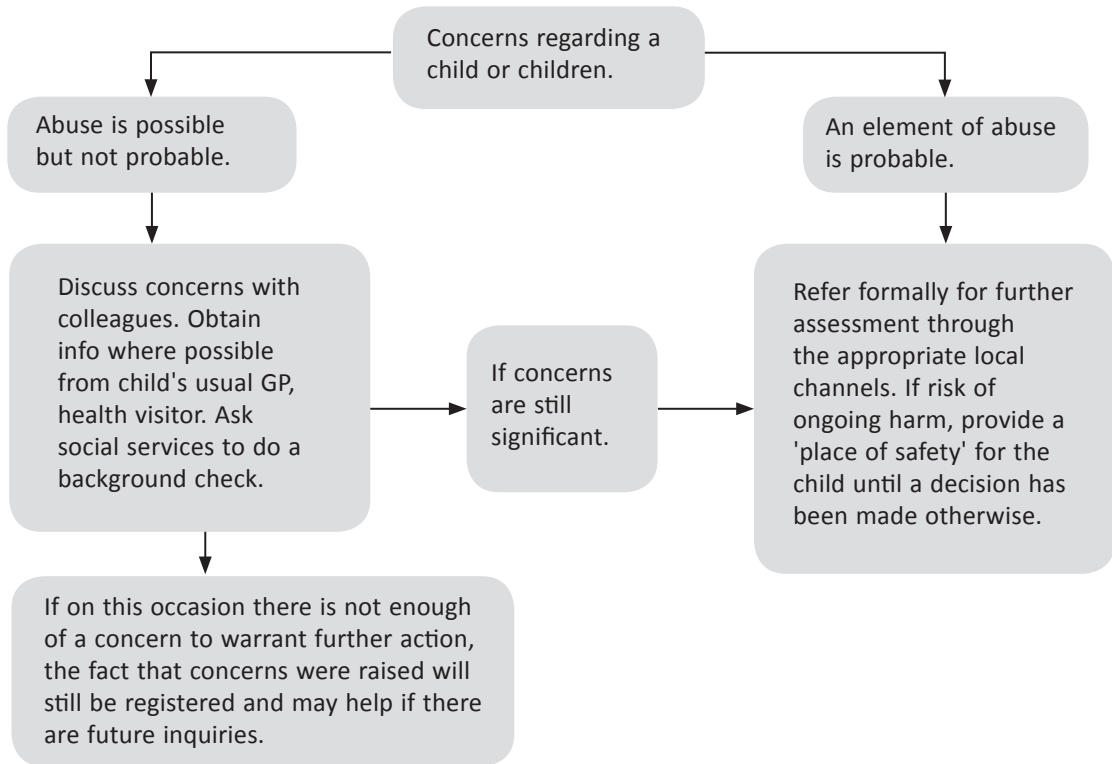 Concerns regarding a
child or children.
Abuse is possible
but not probable.
An element of abuse
is probable.
Discuss concerns with
colleagues. Obtain
info where possible
from child's usual GP,
health visitor. Ask
social services to do a
background check.
If concerns
are still
significant.
Refer formally for further
assessment through
the appropriate local
channels. If risk of
ongoing harm, provide a
'place of safety' for the
child until a decision has
been made otherwise.
If on this occasion there is not enough
of a concern to warrant further action,
the fact that concerns were raised will
still be registered and may help if there
are future inquiries.